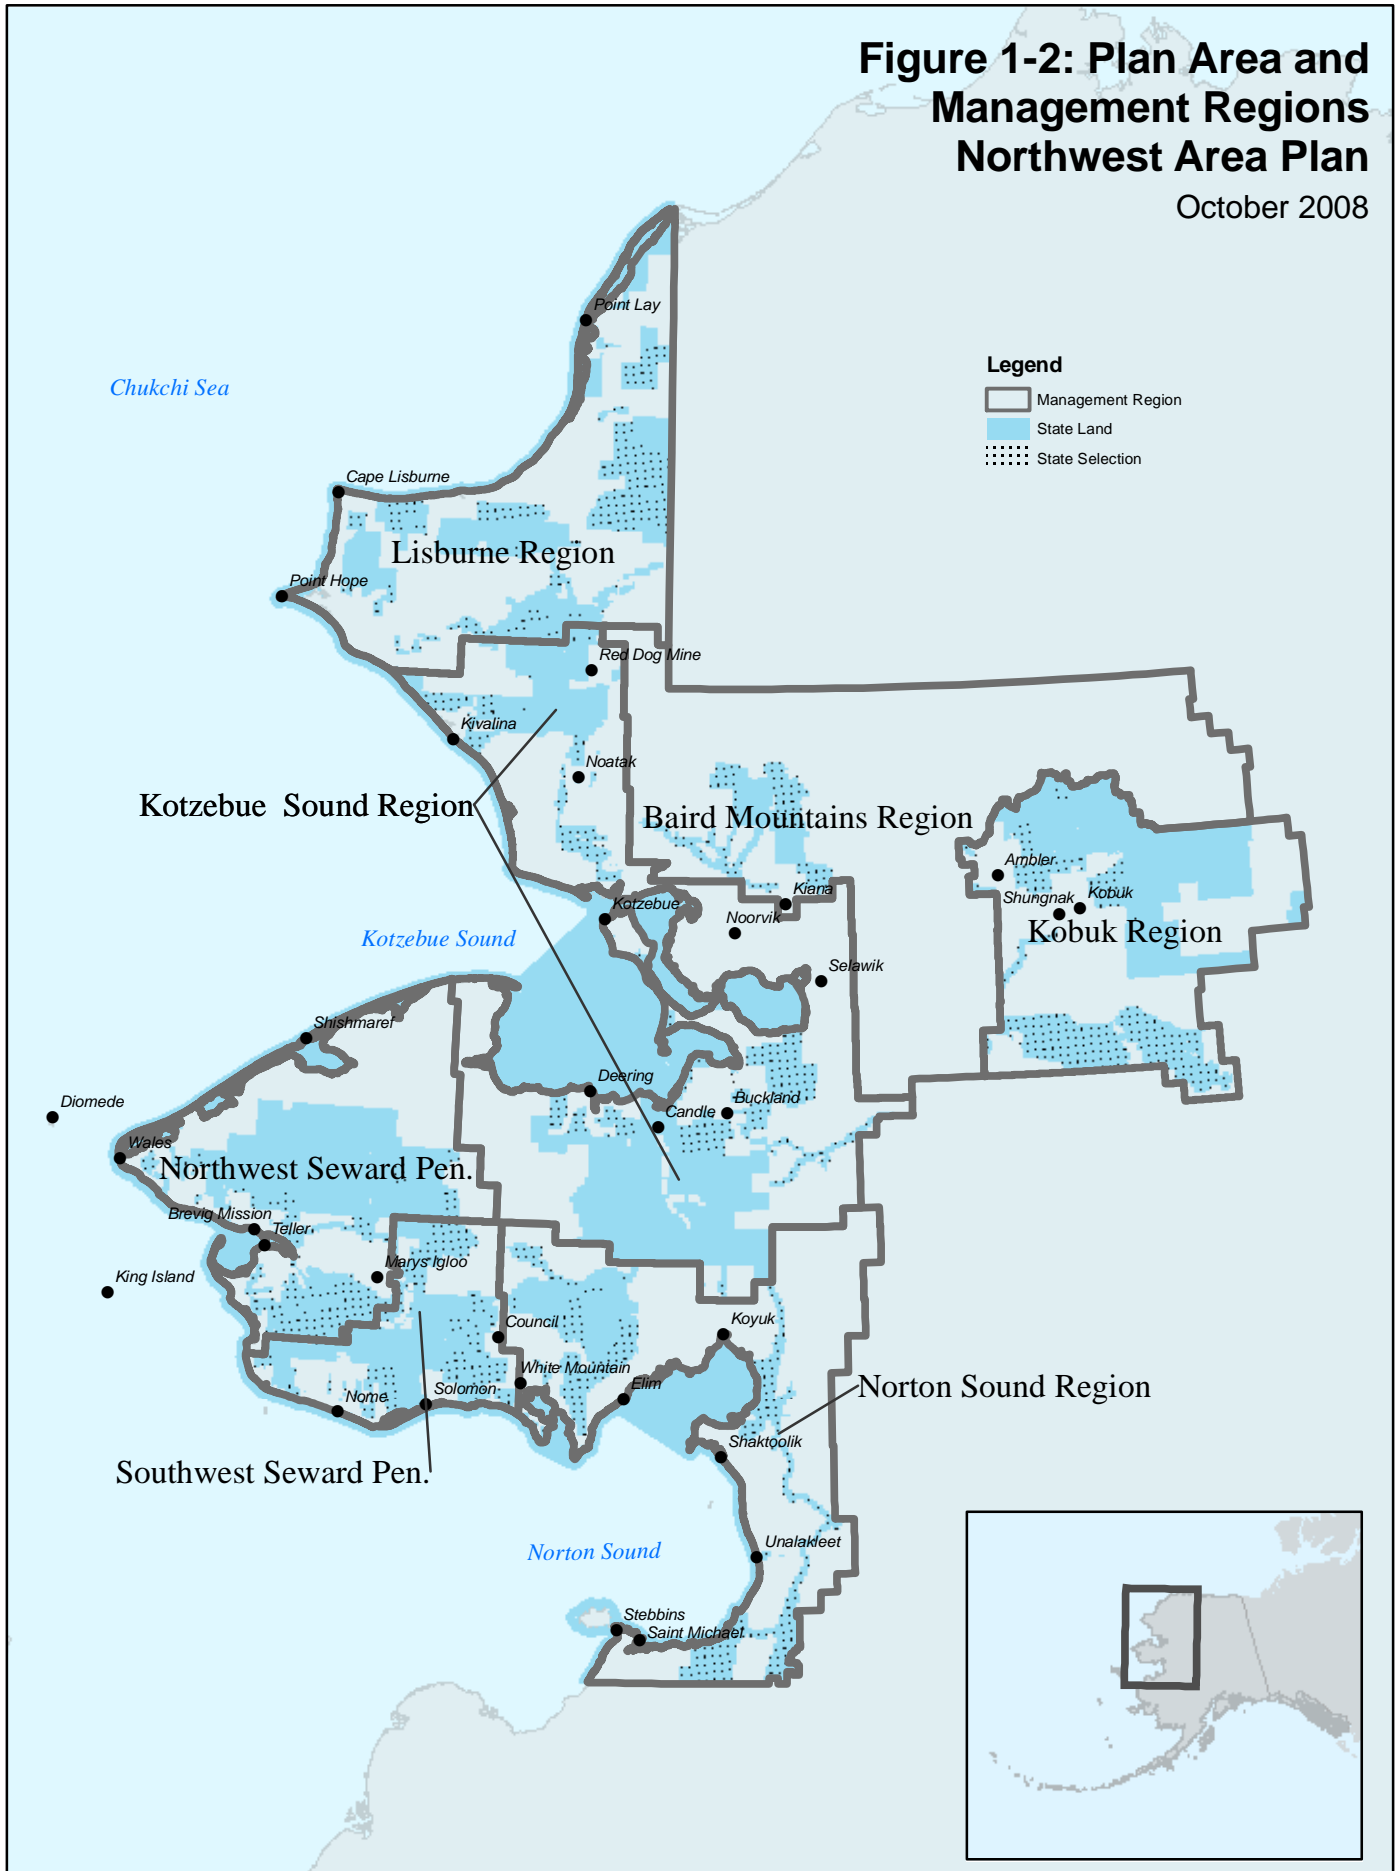 Figure 1-2: Plan Area and
Management Regions
Northwest Area Plan
October 2008
Point Lay
Legend
Management Region
State Land
State Selection
Chukchi Sea
Cape Lisburne
Lisburne Region
Point Hope
Red Dog Mine
Kivalina
Noatak
Kotzebue  Sound Region
Baird Mountains Region
Ambler
Kiana
Shungnak
Kobuk
Kotzebue
Noorvik
Kobuk Region
Kotzebue Sound
Selawik
Shishmaref
Deering
Buckland
Diomede
Candle
Wales
Northwest Seward Pen.
Brevig Mission
Teller
Marys Igloo
King Island
Council
Koyuk
White Mountain
Elim
Norton Sound Region
Nome
Solomon
Shaktoolik
Southwest Seward Pen.
Unalakleet
Norton Sound
Stebbins
Saint Michael